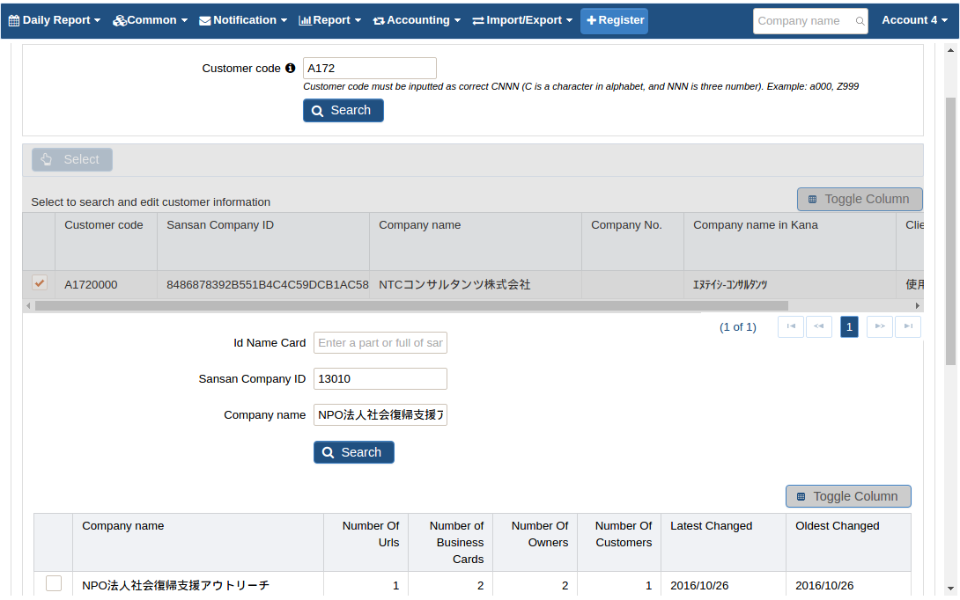 Daily Report Common Notification Report Accounting Import/Export Register Company name Account 4
Customer code A172
Customer code must be inputted as correct CNNN (C is a character in alphabet, and NNN is three number). Example: a000, Z999
Search
Select
Select to search and edit customer information Toggle Column
Customer code Sansan Company ID Company name Company No. Company name in Kana Clie
A1720000 8486878392B551B4C4C59DCB1AC58 NTCコンサルタンツ株式会社 ｴﾇﾃｲｼｰｺﾝｻﾙﾀﾝﾂ 使用
(1 of 1) 1
Id Name Card Enter a part or full of sar
Sansan Company ID 13010
Company name NPO法人社会復帰支援ア
Search
Toggle Column
Company name Number Of Urls Number of Business Cards Number Of Owners Number Of Customers Latest Changed Oldest Changed
NPO法人社会復帰支援アウトリーチ 1 2 2 1 2016/10/26 2016/10/26